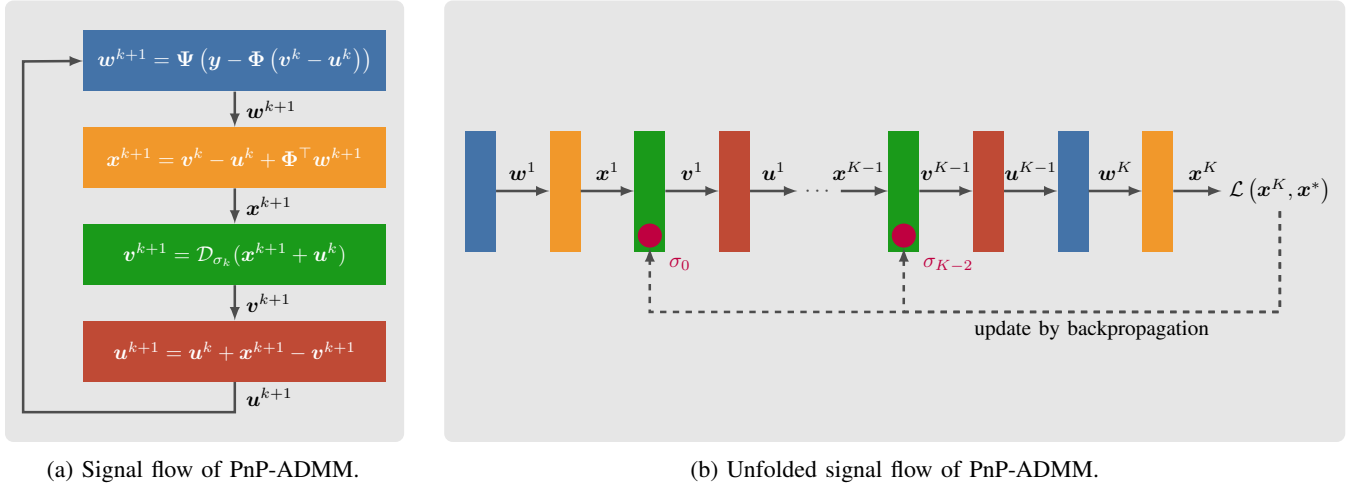 𝒘^{k+1} = 𝚿 (𝒚 − 𝚽 (𝒗^k − 𝒖^k))
𝒘^{k+1}
𝒙^{k+1} = 𝒗^k − 𝒖^k + 𝚽^⊤ 𝒘^{k+1}
𝒙^{k+1}
𝒗^{k+1} = 𝒟_{σ_k}(𝒙^{k+1} + 𝒖^k)
𝒗^{k+1}
𝒖^{k+1} = 𝒖^k + 𝒙^{k+1} − 𝒗^{k+1}
𝒖^{k+1}
(a) Signal flow of PnP-ADMM.
𝒘^1 𝒙^1 𝒗^1 𝒖^1 ⋯ 𝒙^{K-1} 𝒗^{K-1} 𝒖^{K-1} 𝒘^K 𝒙^K ℒ (𝒙^K, 𝒙^*)
σ_0 σ_{K−2}
update by backpropagation
(b) Unfolded signal flow of PnP-ADMM.